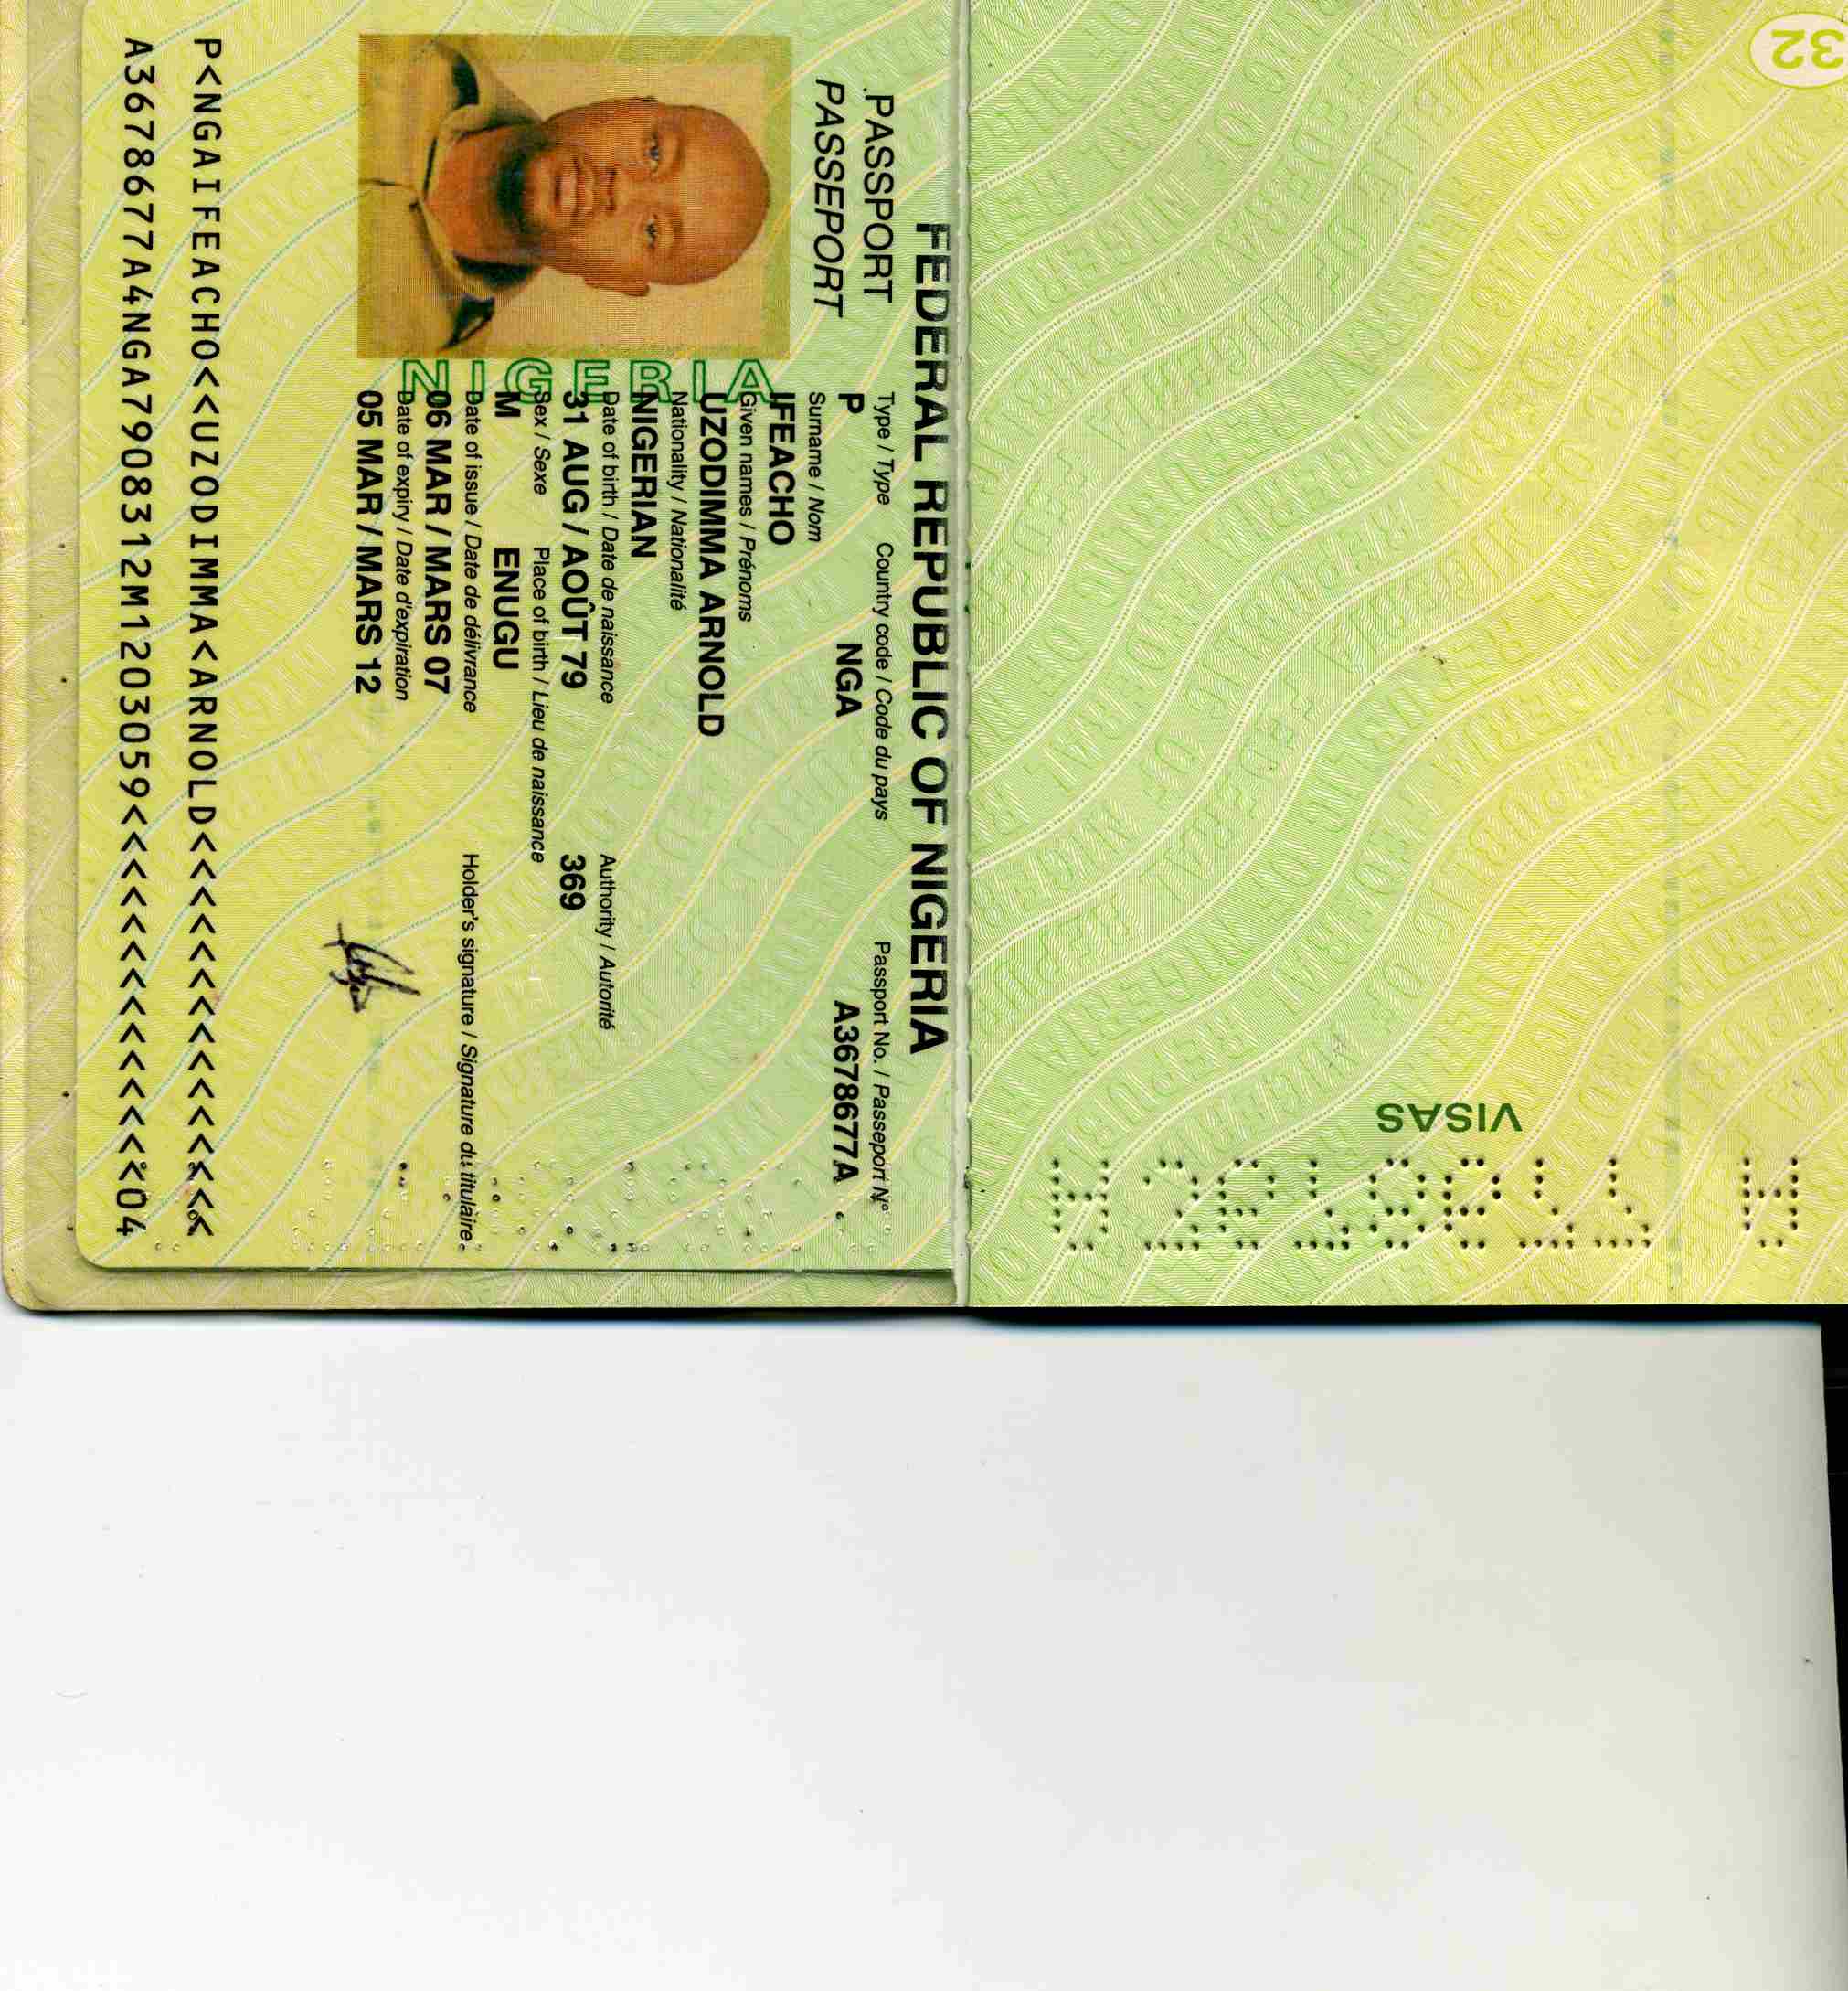 FEDERAL REPUBLIC OF NIGERIA
PASSPORT
PASSEPORT
Type / Type Country code / Code du pays Passport No. / Passeport N°
P NGA A3678677A
Surname / Nom
IFEACHO
Given names / Prénoms
UZODIMMA ARNOLD
Nationality / Nationalité
NIGERIAN
Date of birth / Date de naissance Authority / Autorité
31 AUG / AOÛT 79 369
Sex / Sexe Place of birth / Lieu de naissance
M ENUGU
Date of issue / Date de délivrance Holder's signature / Signature du titulaire
06 MAR / MARS 07
Date of expiry / Date d'expiration
05 MAR / MARS 12
NIGERIA
P<NGAIFEACHO<<UZODIMMA<ARNOLD<<<<<<<<<<<<<<<
A3678677A4NGA7908312M1203059<<<<<<<<<<<<<<04
32
VISAS